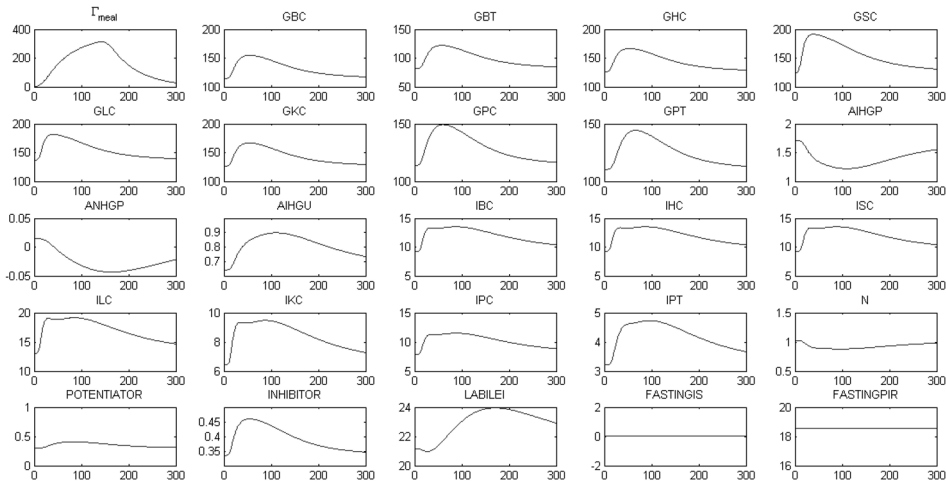 Γmeal GBC GBT GHC GSC
400 200 150 200 200
200 150 100 150 150
0 100 50 100 100
0 100 200 300 0 100 200 300 0 100 200 300 0 100 200 300 0 100 200 300
GLC GKC GPC GPT AIHGP
200 200 150 150 2
150 150 1.5
100 100 100 100 1
0 100 200 300 0 100 200 300 0 100 200 300 0 100 200 300 0 100 200 300
ANHGP AIHGU IBC IHC ISC
0.05 0.9 15 15 15
0 0.8 10 10 10
-0.05 0.7 5 5 5
0 100 200 300 0 100 200 300 0 100 200 300 0 100 200 300 0 100 200 300
ILC IKC IPC IPT N
20 10 15 5 1.5
15 8 10 4 1
10 6 5 3 0.5
0 100 200 300 0 100 200 300 0 100 200 300 0 100 200 300 0 100 200 300
POTENTIATOR INHIBITOR LABILEI FASTINGIS FASTINGPIR
1 0.45 24 2 20
0.5 0.4 22 0 18
0 0.35 20 -2 16
0 100 200 300 0 100 200 300 0 100 200 300 0 100 200 300 0 100 200 300